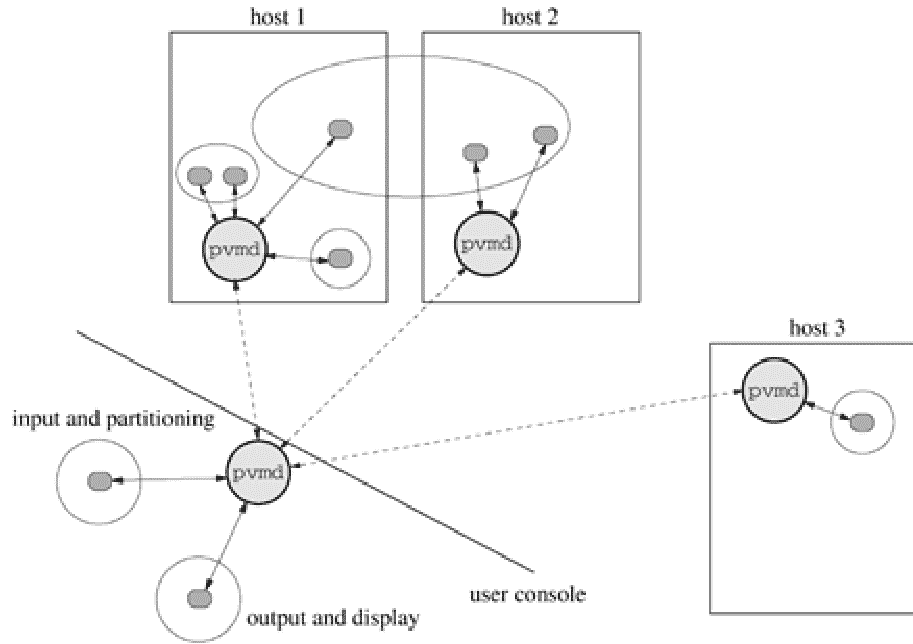 host 1
host 2
pvmd
pvmd
host 3
pvmd
input and partitioning
pvmd
user console
output and display